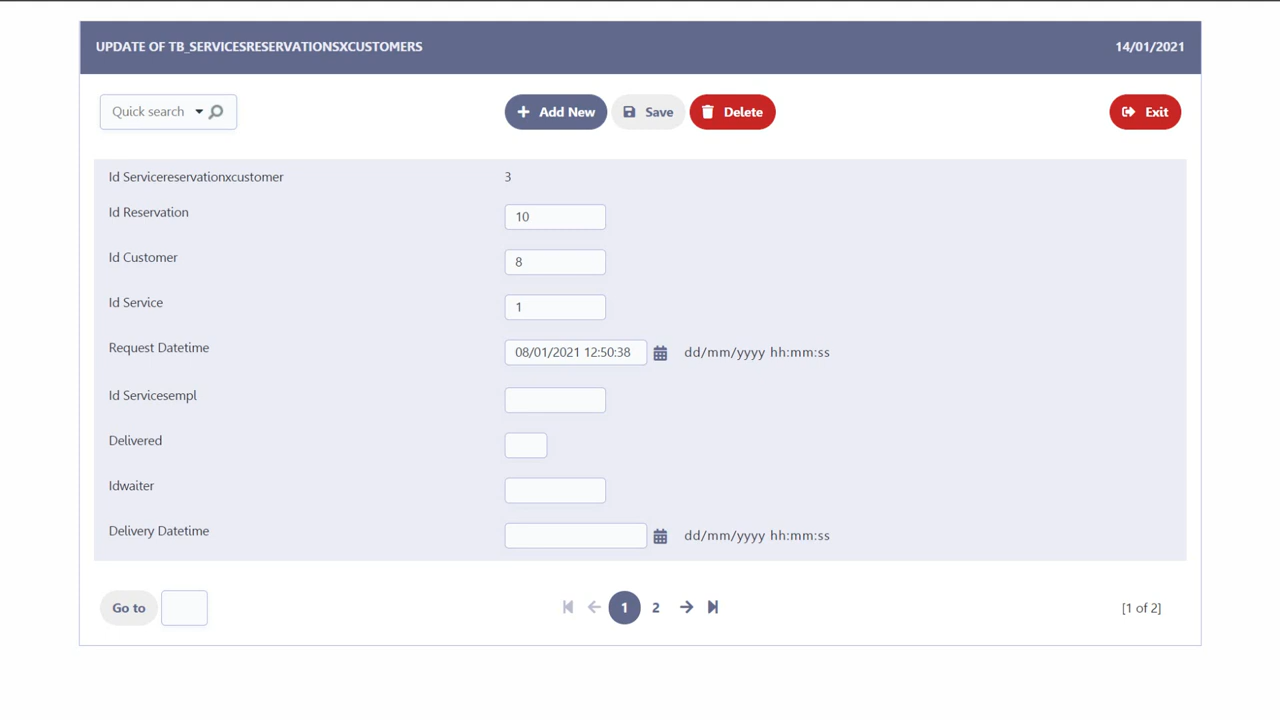 UPDATE OF TB_SERVICESRESERVATIONSXCUSTOMERS 14/01/2021
Quick search Add New Save Delete Exit
Id Servicereservationxcustomer 3
Id Reservation 10
Id Customer 8
Id Service 1
Request Datetime 08/01/2021 12:50:38 dd/mm/yyyy hh:mm:ss
Id Servicesempl
Delivered
Idwaiter
Delivery Datetime dd/mm/yyyy hh:mm:ss
Go to 1 2 [1 of 2]